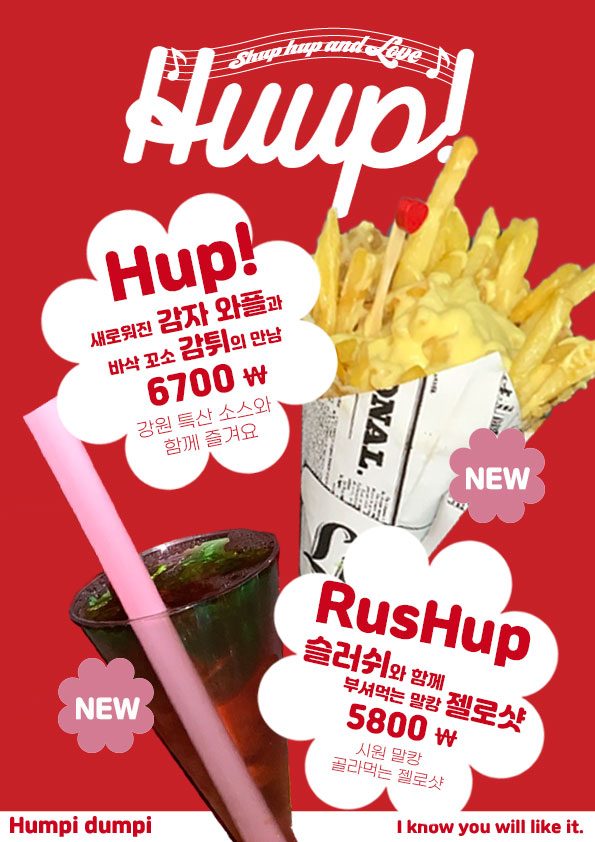 Shup hup and Love
Huup!
Hup!
새로워진 감자 와플과
바삭 꼬소 감튀의 만남
6700 ₩
강원 특산 소스와
함께 즐겨요
ONAL.
NEW
RusHup
슬러쉬와 함께
부셔먹는 말캉 젤로샷
5800 ₩
시원 말캉
골라먹는 젤로샷
NEW
Humpi dumpi
I know you will like it.